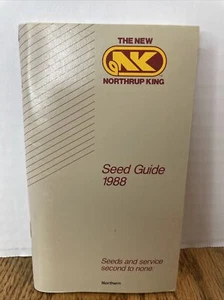 THE NEW
NK
NORTHRUP KING
Seed Guide
1988
Seeds and service
second to none.
Northern